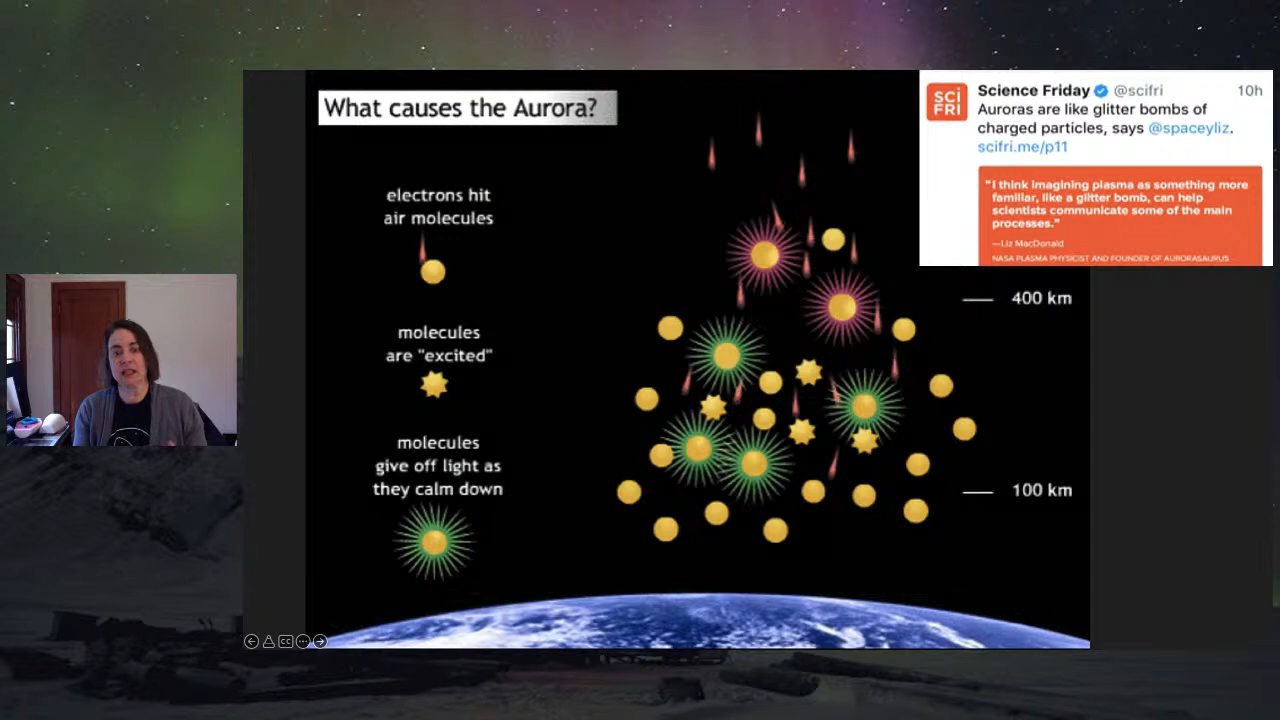 What causes the Aurora?
electrons hit
air molecules
molecules
are "excited"
molecules
give off light as
they calm down
400 km
100 km
SCI
FRI
Science Friday @scifri 10h
Auroras are like glitter bombs of
charged particles, says @spaceyliz.
scifri.me/p11
"I think imagining plasma as something more
familiar, like a glitter bomb, can help
scientists communicate some of the main
processes."
—Liz MacDonald
NASA PLASMA PHYSICIST AND FOUNDER OF AURORASAURUS
CC